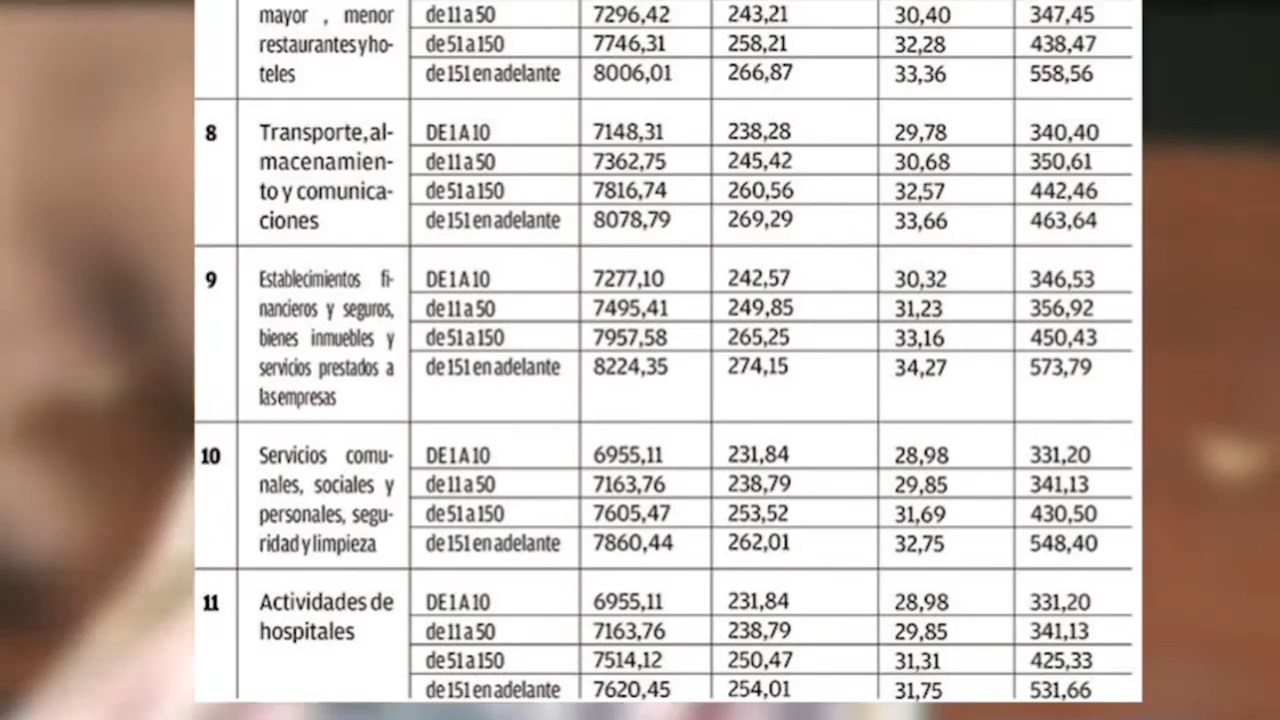 mayor , menor de 11 a 50 7296,42 243,21 30,40 347,45
restaurantes y ho- de 51 a 150 7746,31 258,21 32,28 438,47
teles de 151 en adelante 8006,01 266,87 33,36 558,56
8 Transporte, al- DE 1 A 10 7148,31 238,28 29,78 340,40
macenamien- de 11 a 50 7362,75 245,42 30,68 350,61
to y comunica- de 51 a 150 7816,74 260,56 32,57 442,46
ciones de 151 en adelante 8078,79 269,29 33,66 463,64
9 Establecimientos fi- DE 1 A 10 7277,10 242,57 30,32 346,53
nancieros y seguros, de 11 a 50 7495,41 249,85 31,23 356,92
bienes inmuebles y de 51 a 150 7957,58 265,25 33,16 450,43
servicios prestados a de 151 en adelante 8224,35 274,15 34,27 573,79
las empresas
10 Servicios comu- DE 1 A 10 6955,11 231,84 28,98 331,20
nales, sociales y de 11 a 50 7163,76 238,79 29,85 341,13
personales, segu- de 51 a 150 7605,47 253,52 31,69 430,50
ridad y limpieza de 151 en adelante 7860,44 262,01 32,75 548,40
11 Actividades de DE 1 A 10 6955,11 231,84 28,98 331,20
hospitales de 11 a 50 7163,76 238,79 29,85 341,13
de 51 a 150 7514,12 250,47 31,31 425,33
de 151 en adelante 7620,45 254,01 31,75 531,66